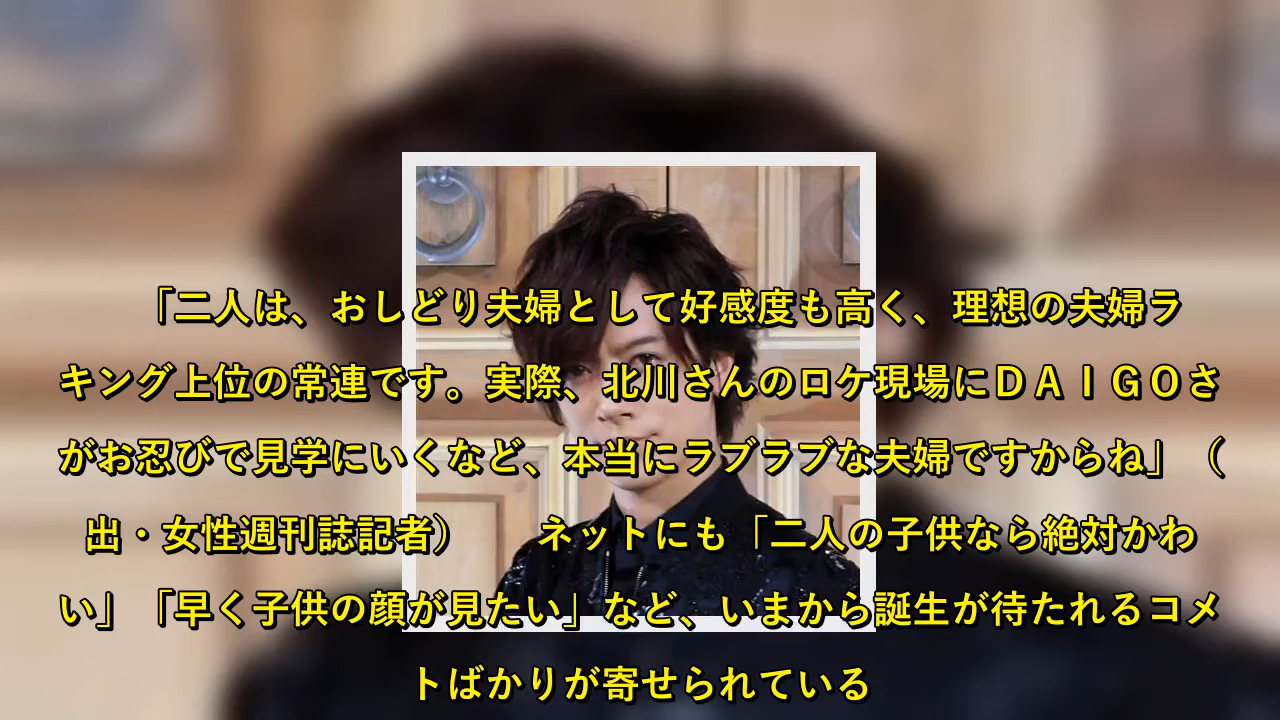 「二人は、おしどり夫婦として好感度も高く、理想の夫婦ラ
キング上位の常連です。実際、北川さんのロケ現場にＤＡＩＧＯさ
がお忍びで見学にいくなど、本当にラブラブな夫婦ですからね」（
出・女性週刊誌記者） ネットにも「二人の子供なら絶対かわ
い」「早く子供の顔が見たい」など、いまから誕生が待たれるコメ
トばかりが寄せられている